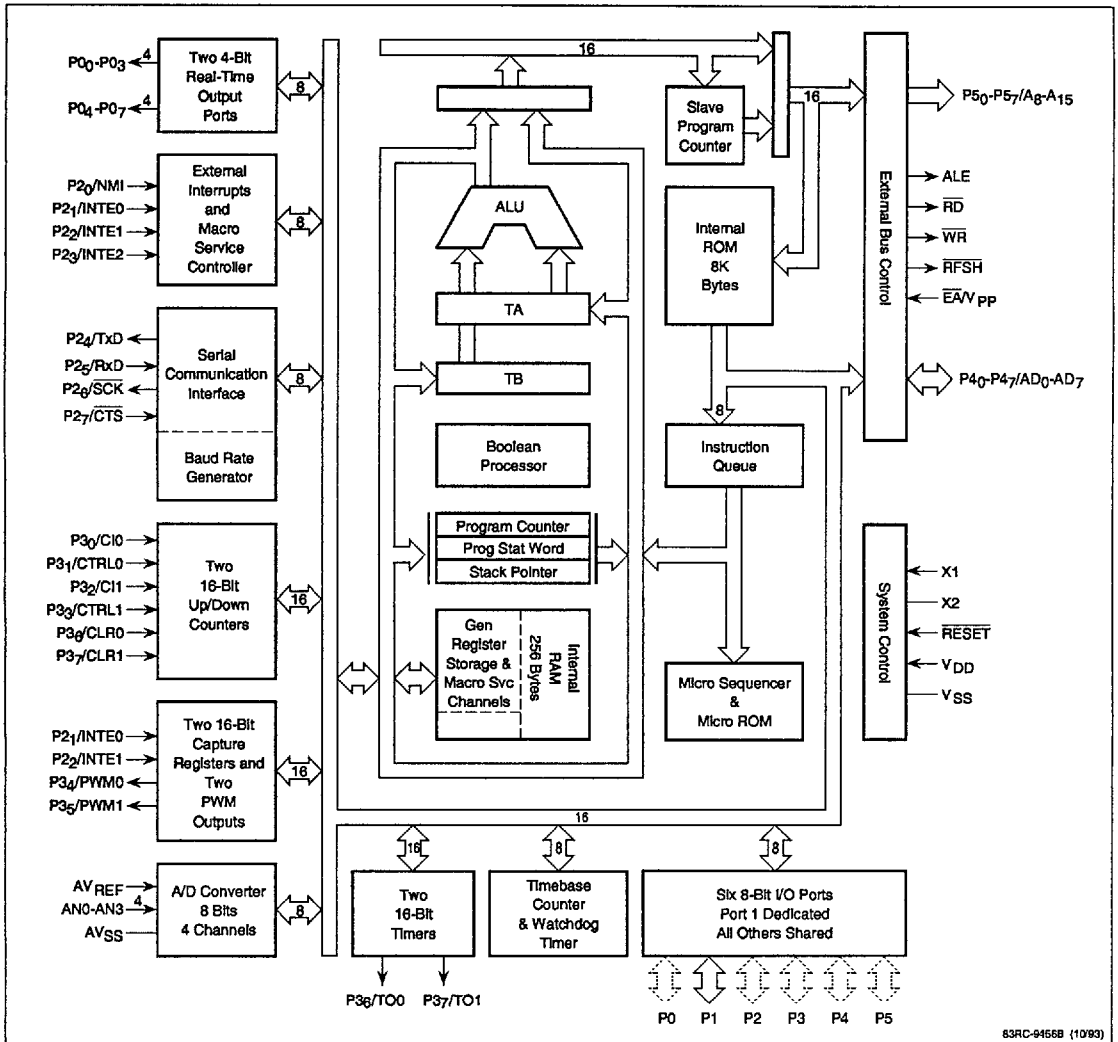 P00-P03
4
P04-P07
4
Two 4-Bit
Real-Time
Output
Ports
8
P20/NMI
P21/INTE0
P22/INTE1
P23/INTE2
External
Interrupts
and
Macro
Service
Controller
8
P24/TxD
P25/RxD
P26/SCK
P27/CTS
Serial
Communication
Interface
Baud Rate
Generator
8
P30/CI0
P31/CTRL0
P32/CI1
P33/CTRL1
P36/CLR0
P37/CLR1
Two
16-Bit
Up/Down
Counters
16
P21/INTE0
P22/INTE1
P34/PWM0
P35/PWM1
Two 16-Bit
Capture
Registers and
Two
PWM
Outputs
16
AVREF
4
AN0-AN3
AVSS
A/D Converter
8 Bits
4 Channels
8
16
ALU
TA
TB
Boolean
Processor
Program Counter
Prog Stat Word
Stack Pointer
Gen
Register
Storage &
Macro Svc
Channels
Internal
RAM
256 Bytes
Slave
Program
Counter
16
Internal
ROM
8K
Bytes
8
Instruction
Queue
Micro Sequencer
&
Micro ROM
External Bus Control
P50-P57/A8-A15
ALE
RD
WR
RFSH
EA/VPP
P40-P47/AD0-AD7
System Control
X1
X2
RESET
VDD
VSS
16
16
Two
16-Bit
Timers
P36/TO0
P37/TO1
8
Timebase
Counter
& Watchdog
Timer
8
Six 8-Bit I/O Ports
Port 1 Dedicated
All Others Shared
P0
P1
P2
P3
P4
P5
83RC-9456B (10/93)